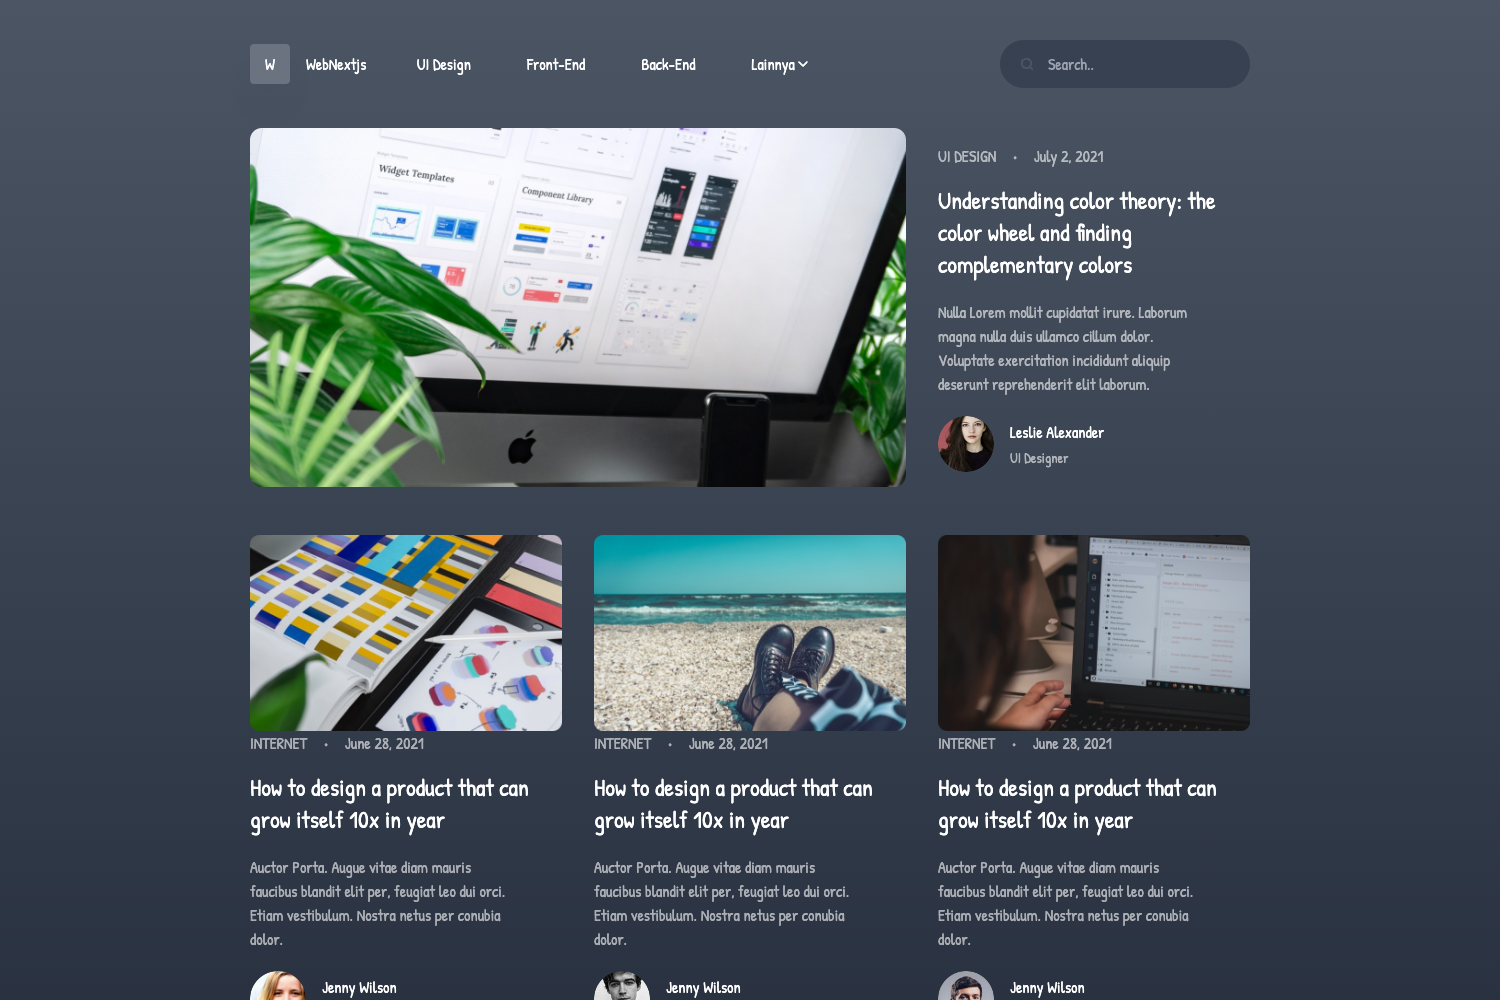 W WebNextjs UI Design Front-End Back-End Lainnya Search..
Widget Templates
Component Library
UI DESIGN • July 2, 2021
Understanding color theory: the
color wheel and finding
complementary colors
Nulla Lorem mollit cupidatat irure. Laborum
magna nulla duis ullamco cillum dolor.
Voluptate exercitation incididunt aliquip
deserunt reprehenderit elit laborum.
Leslie Alexander
UI Designer
INTERNET • June 28, 2021
How to design a product that can
grow itself 10x in year
Auctor Porta. Augue vitae diam mauris
faucibus blandit elit per, feugiat leo dui orci.
Etiam vestibulum. Nostra netus per conubia
dolor.
Jenny Wilson
INTERNET • June 28, 2021
How to design a product that can
grow itself 10x in year
Auctor Porta. Augue vitae diam mauris
faucibus blandit elit per, feugiat leo dui orci.
Etiam vestibulum. Nostra netus per conubia
dolor.
Jenny Wilson
INTERNET • June 28, 2021
How to design a product that can
grow itself 10x in year
Auctor Porta. Augue vitae diam mauris
faucibus blandit elit per, feugiat leo dui orci.
Etiam vestibulum. Nostra netus per conubia
dolor.
Jenny Wilson